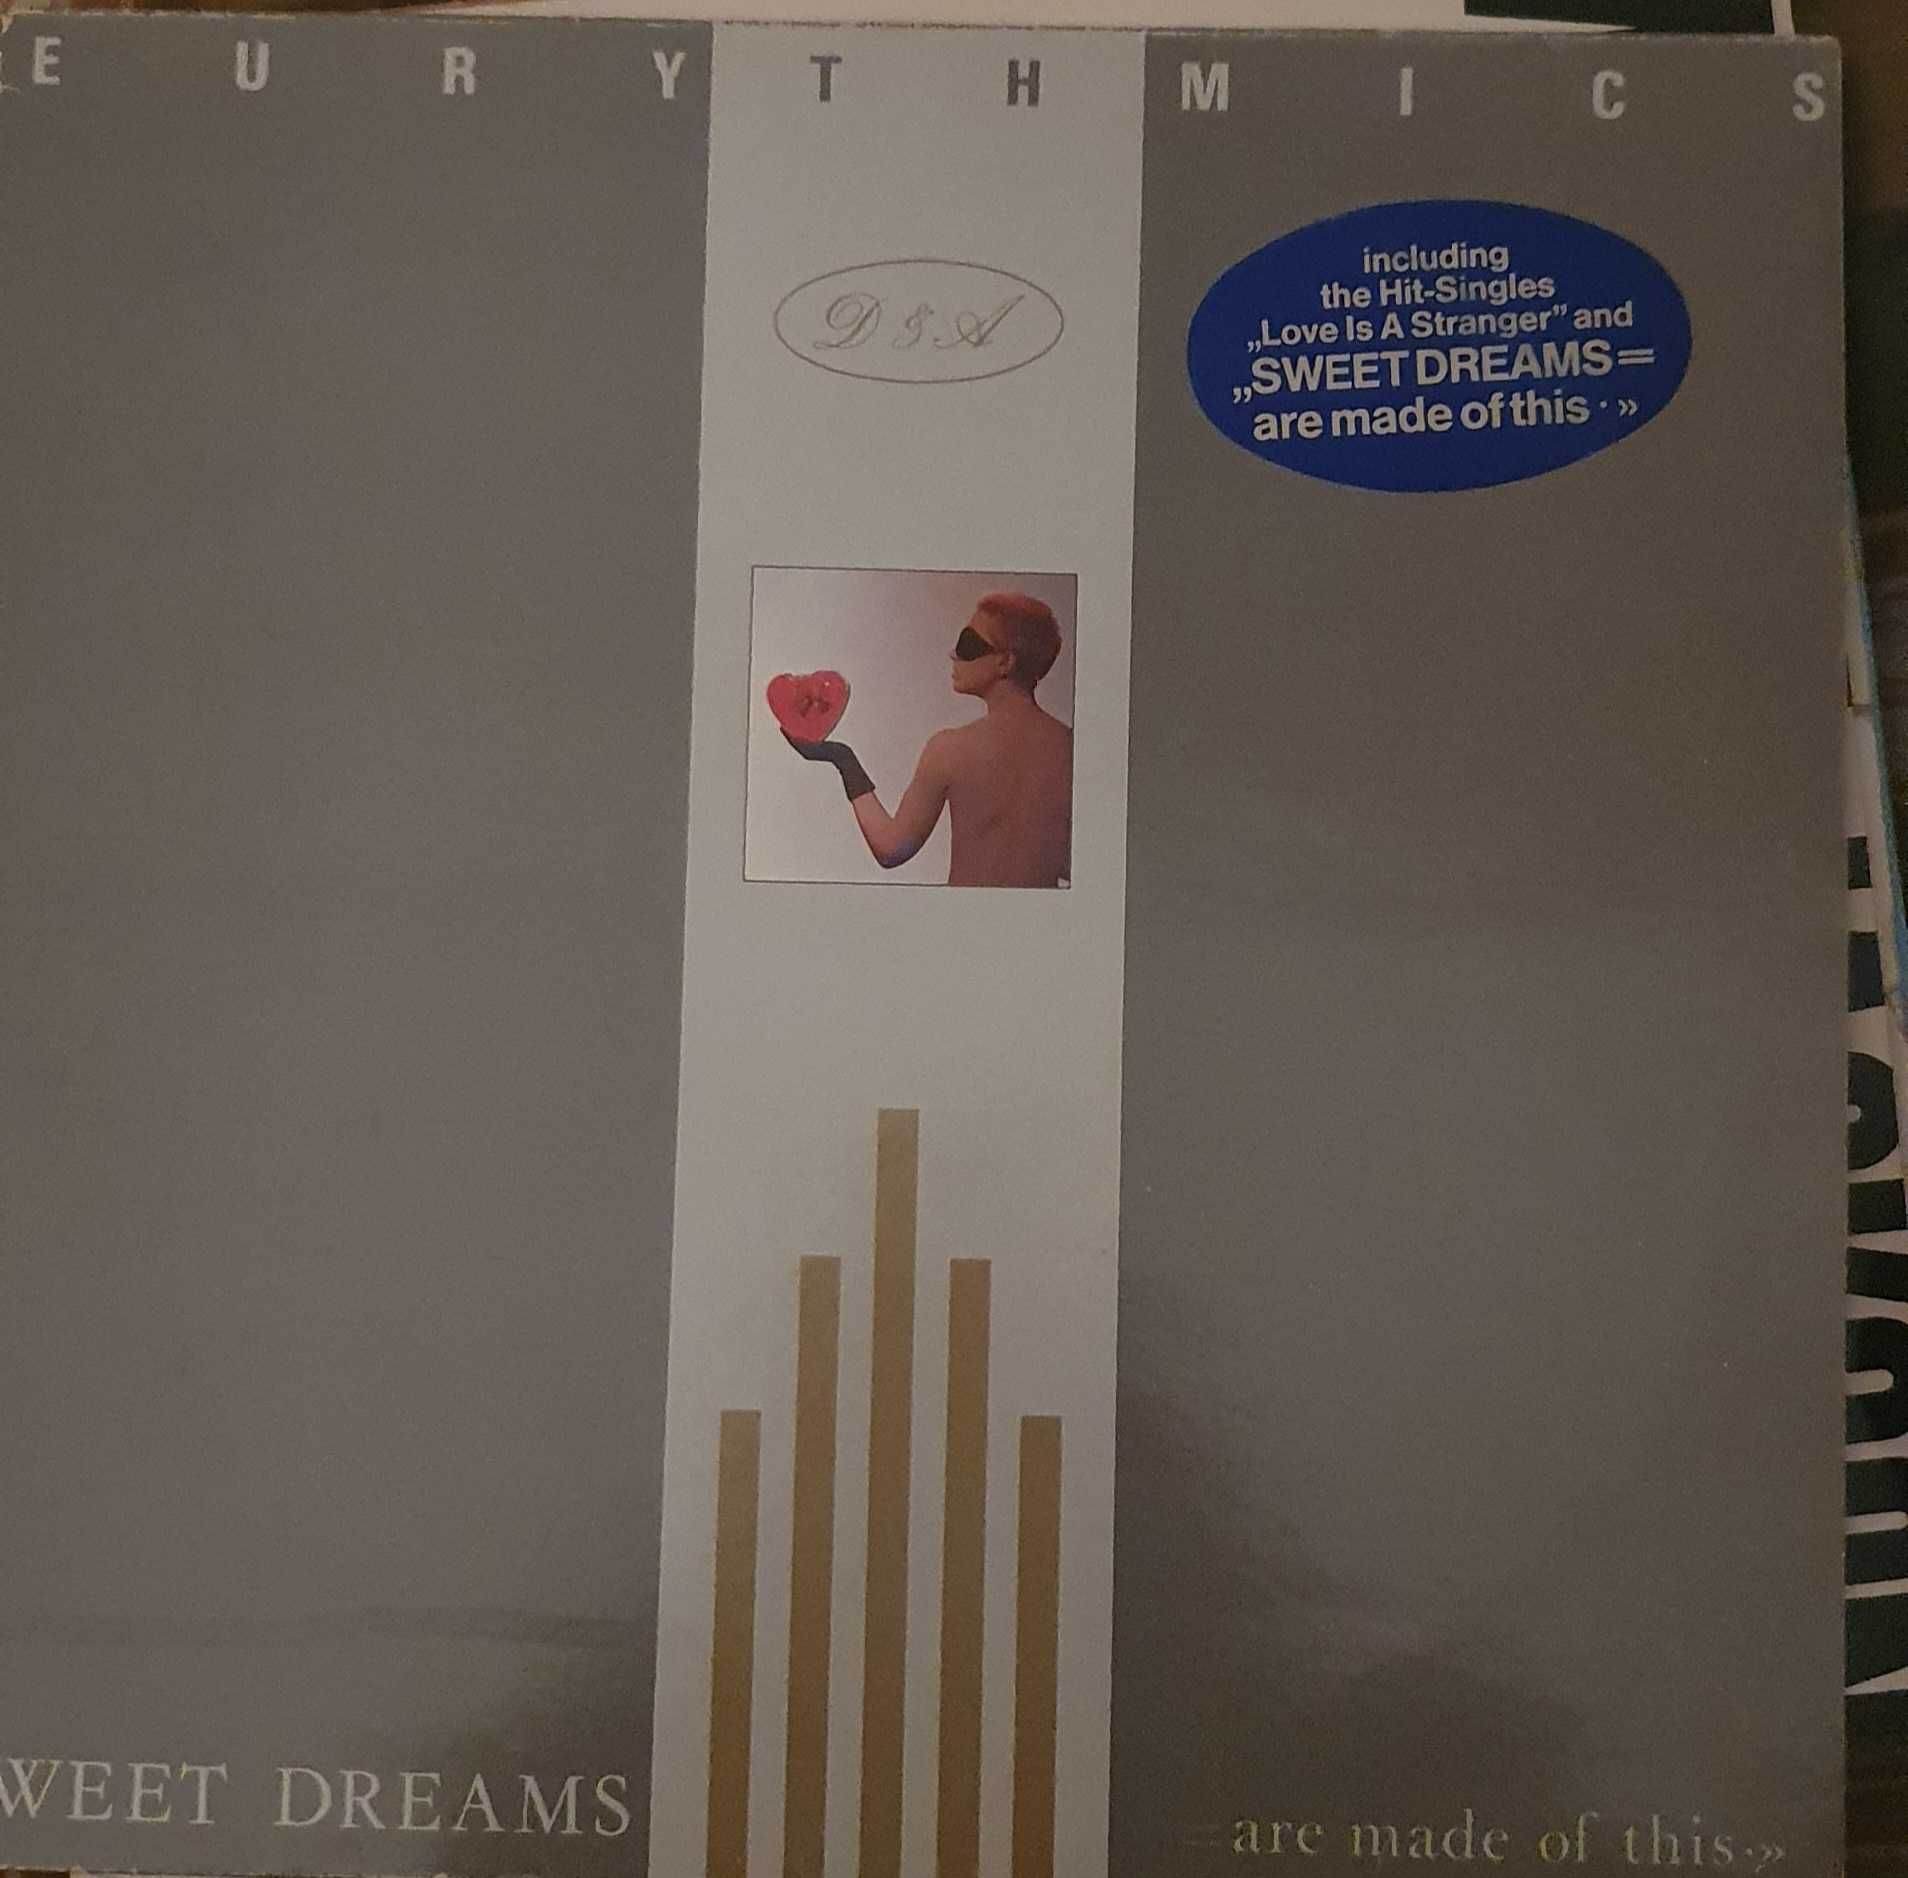 EURYTHMICS
D & A
including
the Hit-Singles
„Love Is A Stranger” and
„SWEET DREAMS=
are made of this · »
WEET DREAMS
=are made of this·»